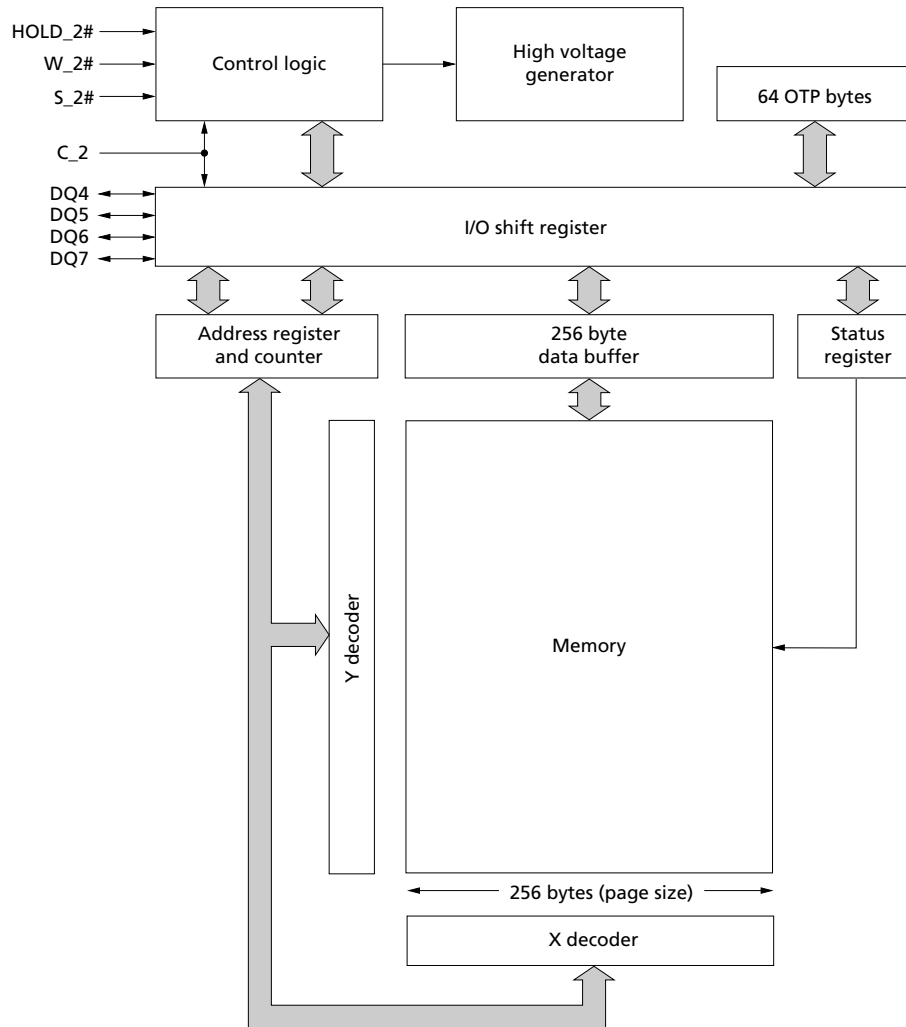 HOLD_2#
W_2#
S_2#
C_2
Control logic
High voltage
generator
64 OTP bytes
DQ4
DQ5
DQ6
DQ7
I/O shift register
Address register
and counter
256 byte
data buffer
Status
register
Y decoder
Memory
256 bytes (page size)
X decoder